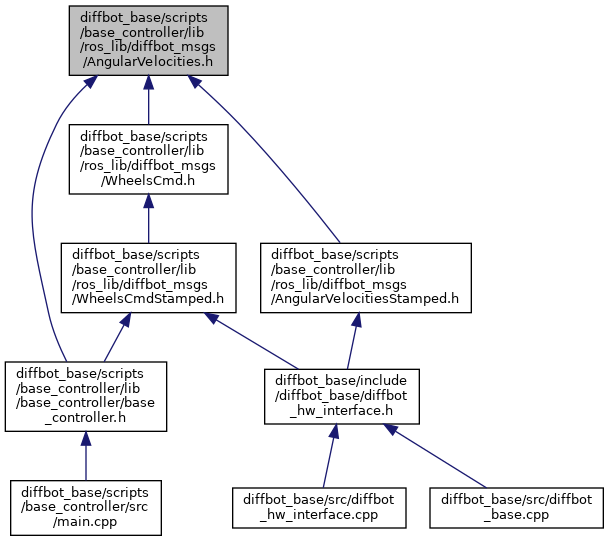 diffbot_base/scripts
/base_controller/lib
/ros_lib/diffbot_msgs
/AngularVelocities.h
diffbot_base/scripts
/base_controller/lib
/ros_lib/diffbot_msgs
/WheelsCmd.h
diffbot_base/scripts
/base_controller/lib
/ros_lib/diffbot_msgs
/WheelsCmdStamped.h
diffbot_base/scripts
/base_controller/lib
/ros_lib/diffbot_msgs
/AngularVelocitiesStamped.h
diffbot_base/scripts
/base_controller/lib
/base_controller/base
_controller.h
diffbot_base/include
/diffbot_base/diffbot
_hw_interface.h
diffbot_base/scripts
/base_controller/src
/main.cpp
diffbot_base/src/diffbot
_hw_interface.cpp
diffbot_base/src/diffbot
_base.cpp